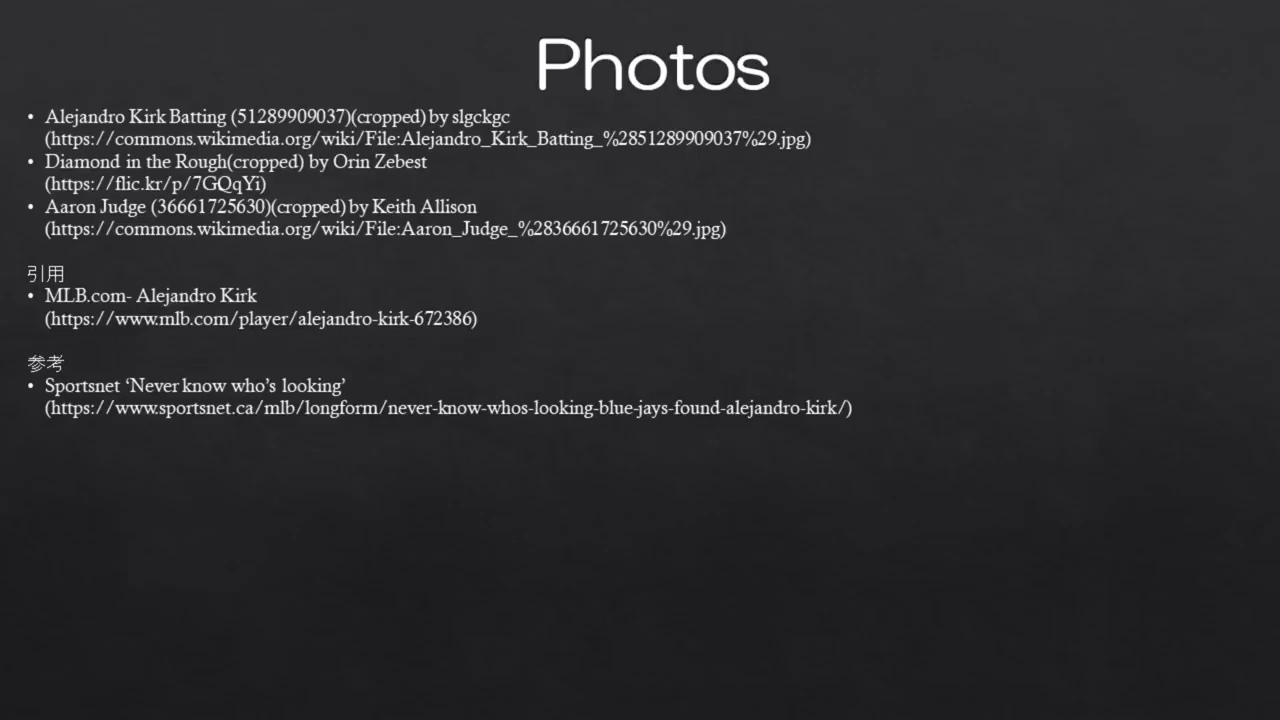 Photos
• Alejandro Kirk Batting (51289909037)(cropped) by slgckgc
(https://commons.wikimedia.org/wiki/File:Alejandro_Kirk_Batting_%2851289909037%29.jpg)
• Diamond in the Rough(cropped) by Orin Zebest
(https://flic.kr/p/7GQqYi)
• Aaron Judge (36661725630)(cropped) by Keith Allison
(https://commons.wikimedia.org/wiki/File:Aaron_Judge_%2836661725630%29.jpg)
引用
• MLB.com- Alejandro Kirk
(https://www.mlb.com/player/alejandro-kirk-672386)
参考
• Sportsnet ‘Never know who’s looking’
(https://www.sportsnet.ca/mlb/longform/never-know-whos-looking-blue-jays-found-alejandro-kirk/)